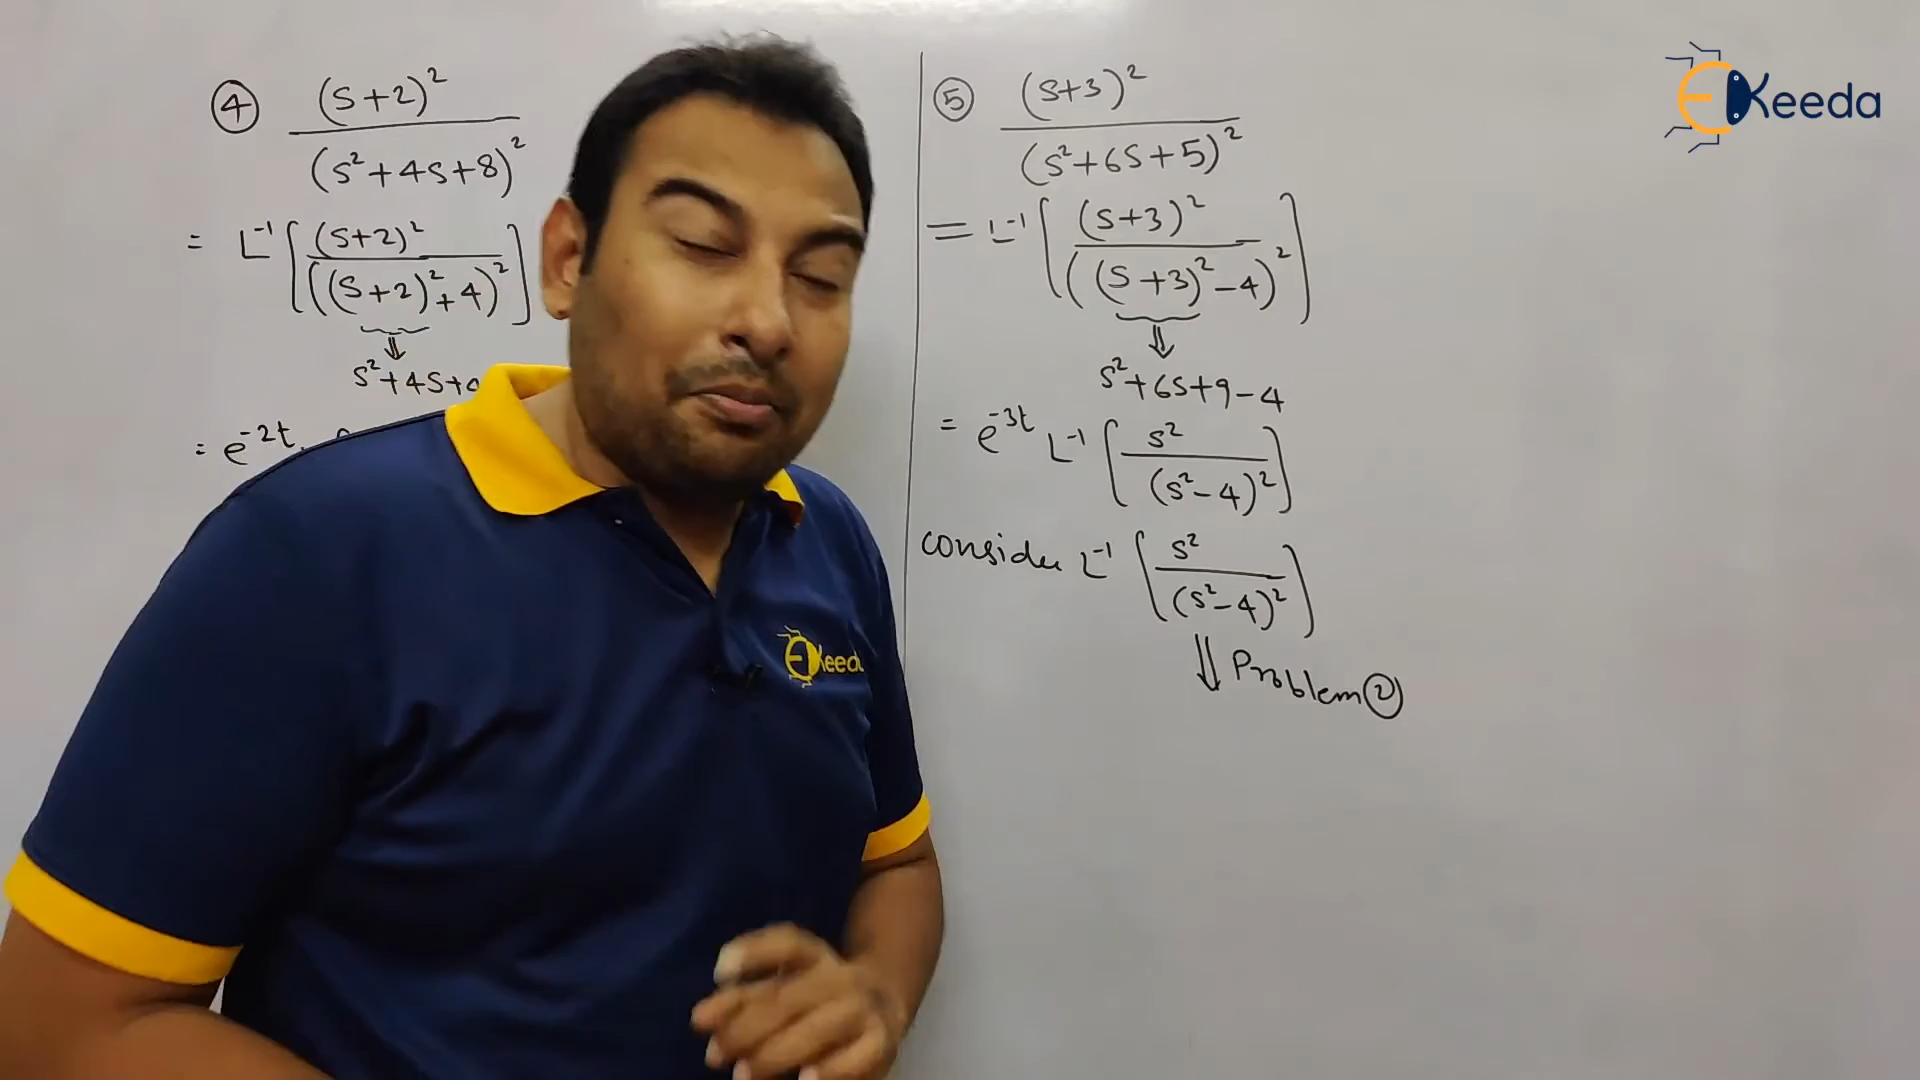 ④ (s+2)²
(s²+4s+8)²
= L⁻¹ [ (s+2)²
((s+2)²+4)² ]
⇓
s²+4s+
= e⁻²ᵗ.
⑤ (s+3)²
(s²+6s+5)²
= L⁻¹ [ (s+3)²
((s+3)²-4)² ]
⇓
s²+6s+9-4
= e⁻³ᵗ L⁻¹ [ s²
(s²-4)² ]
consider L⁻¹ [ s²
(s²-4)² ]
⇓ Problem ②
EKeeda
EKeeda